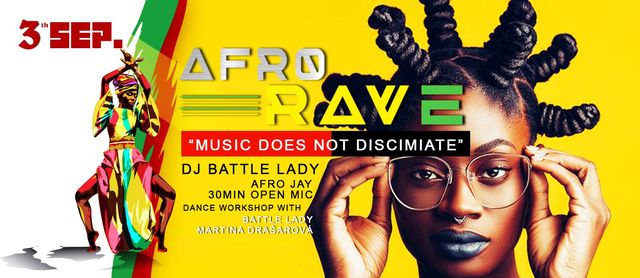 3th SEP.
AFRO
RAVE
“MUSIC DOES NOT DISCIMIATE”
DJ BATTLE LADY
AFRO JAY
30MIN OPEN MIC
DANCE WORKSHOP WITH
BATTLE LADY
MARTINA DRAŠAROVÁ